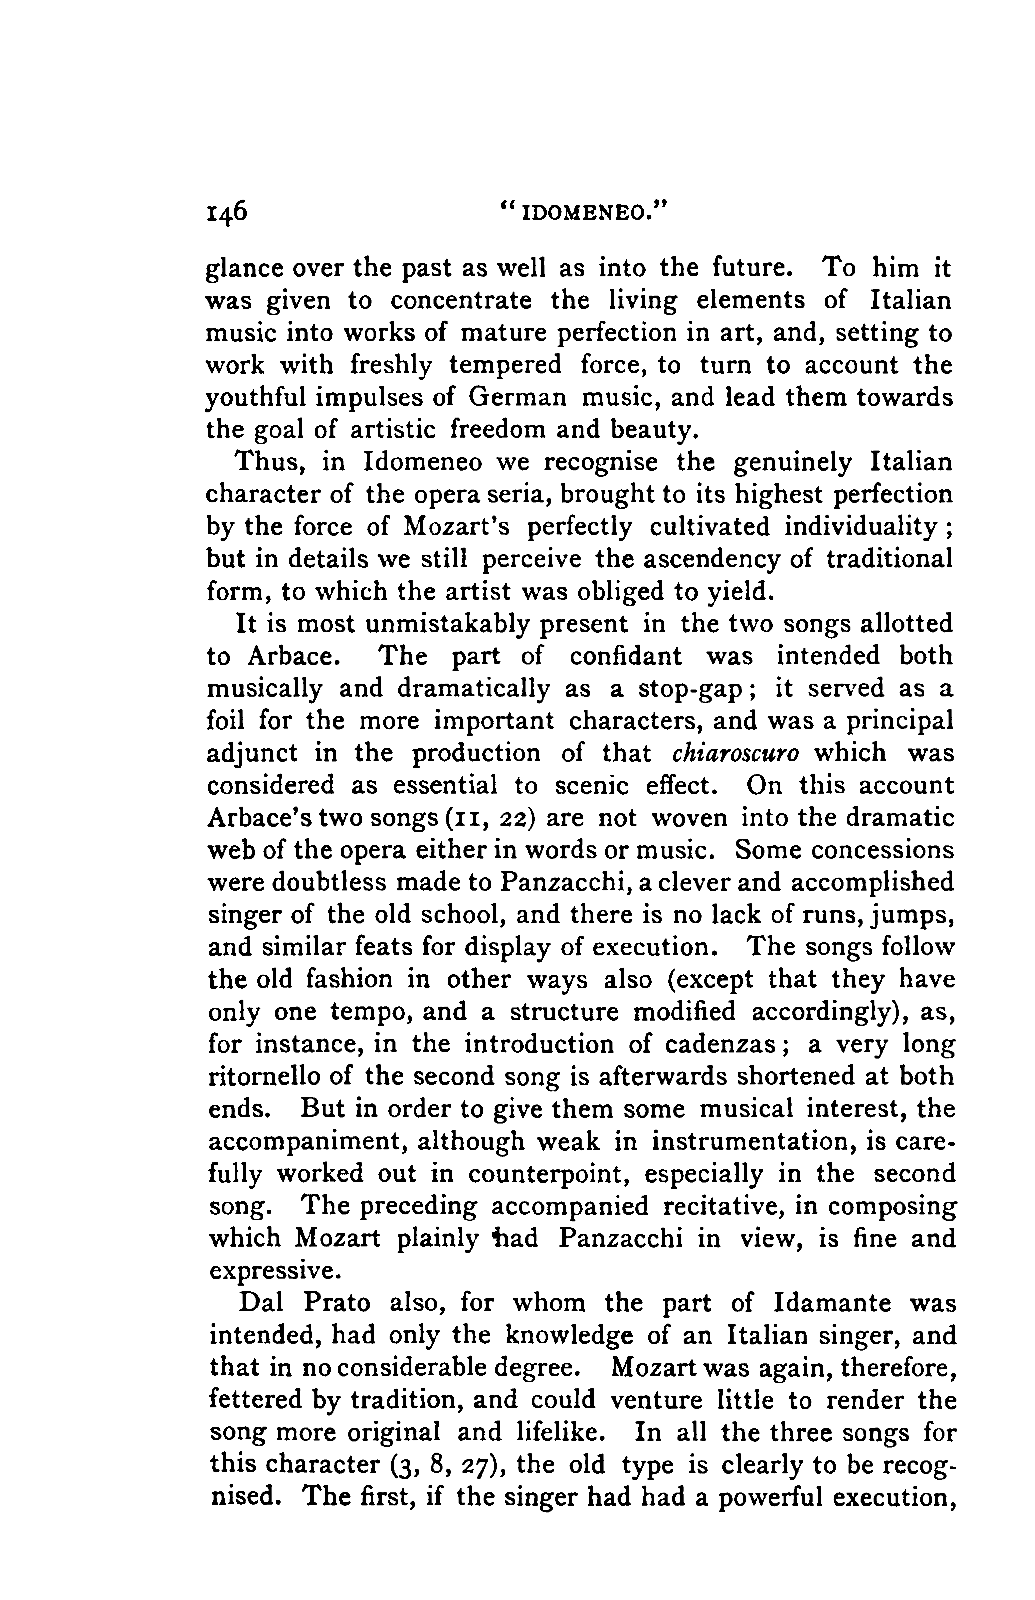 146 “IDOMENEO.”
glance over the past as well as into the future. To him it
was given to concentrate the living elements of Italian
music into works of mature perfection in art, and, setting to
work with freshly tempered force, to turn to account the
youthful impulses of German music, and lead them towards
the goal of artistic freedom and beauty.
Thus, in Idomeneo we recognise the genuinely Italian
character of the opera seria, brought to its highest perfection
by the force of Mozart's perfectly cultivated individuality;
but in details we still perceive the ascendency of traditional
form, to which the artist was obliged to yield.
It is most unmistakably present in the two songs allotted
to Arbace. The part of confidant was intended both
musically and dramatically as a stop-gap; it served as a
foil for the more important characters, and was a principal
adjunct in the production of that chiaroscuro which was
considered as essential to scenic effect. On this account
Arbace's two songs (11, 22) are not woven into the dramatic
web of the opera either in words or music. Some concessions
were doubtless made to Panzacchi, a clever and accomplished
singer of the old school, and there is no lack of runs, jumps,
and similar feats for display of execution. The songs follow
the old fashion in other ways also (except that they have
only one tempo, and a structure modified accordingly), as,
for instance, in the introduction of cadenzas; a very long
ritornello of the second song is afterwards shortened at both
ends. But in order to give them some musical interest, the
accompaniment, although weak in instrumentation, is care-
fully worked out in counterpoint, especially in the second
song. The preceding accompanied recitative, in composing
which Mozart plainly had Panzacchi in view, is fine and
expressive.
Dal Prato also, for whom the part of Idamante was
intended, had only the knowledge of an Italian singer, and
that in no considerable degree. Mozart was again, therefore,
fettered by tradition, and could venture little to render the
song more original and lifelike. In all the three songs for
this character (3, 8, 27), the old type is clearly to be recog-
nised. The first, if the singer had had a powerful execution,